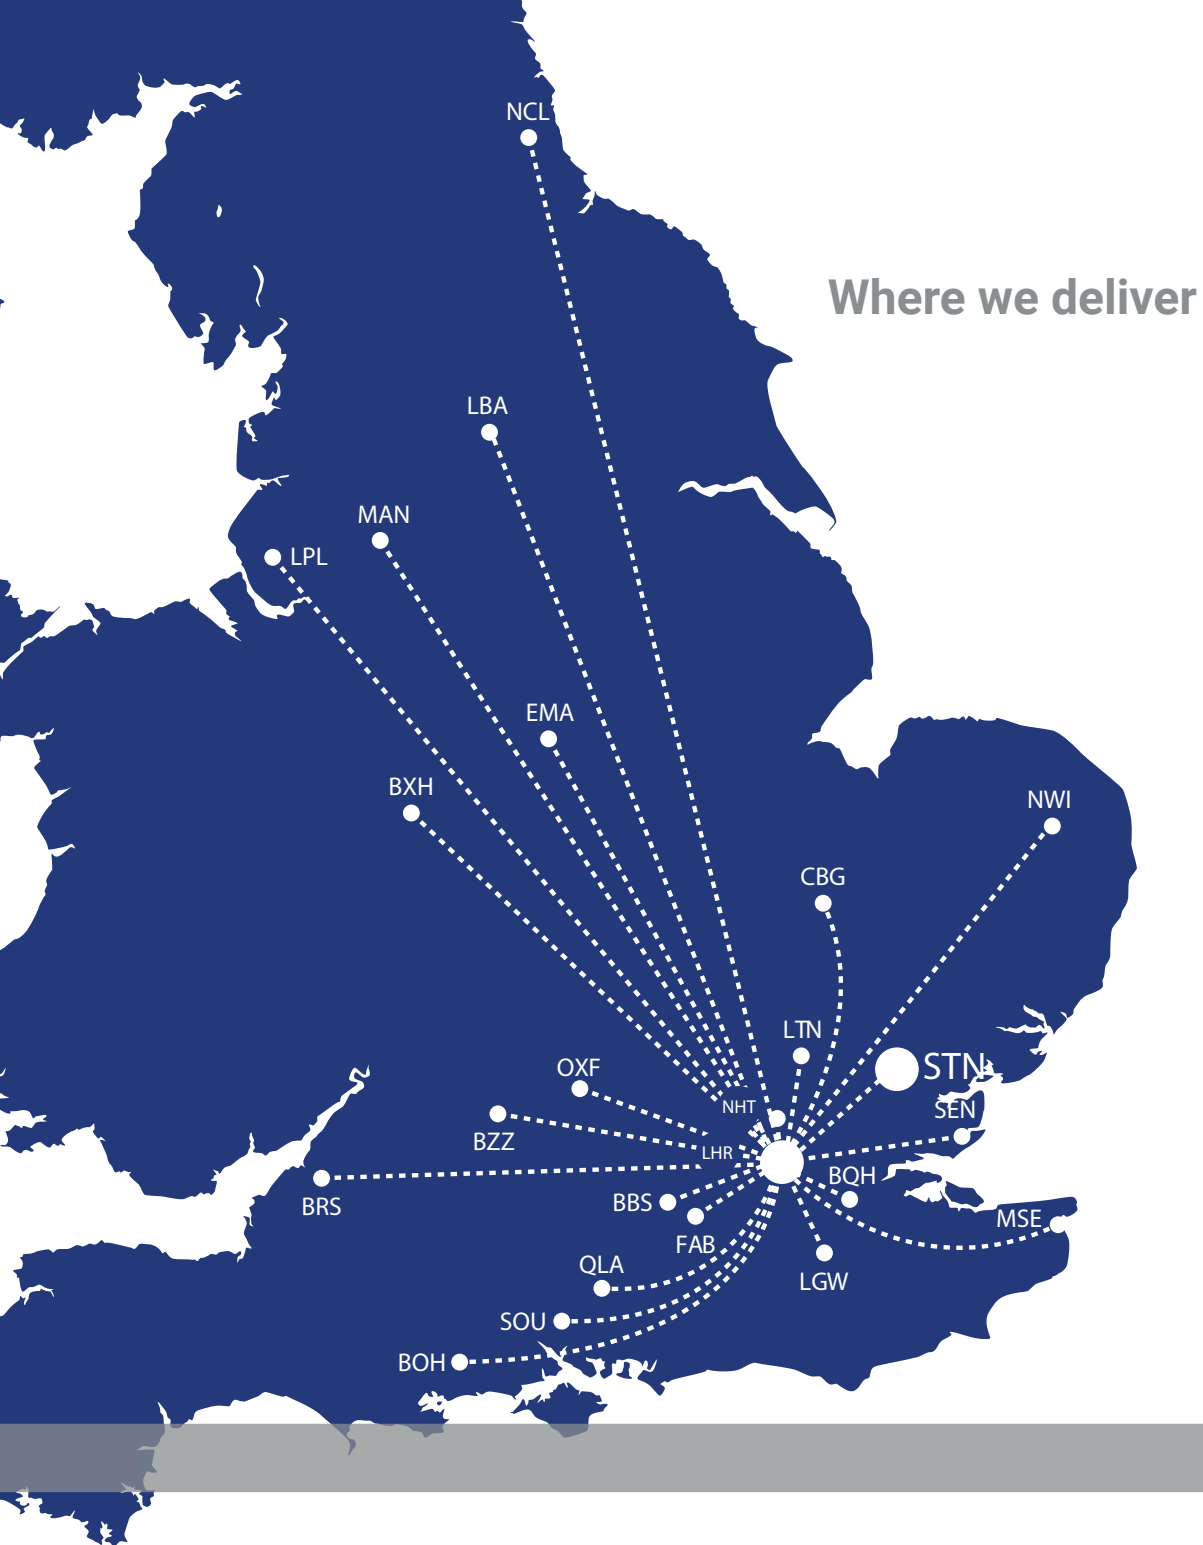 NCL
Where we deliver
LBA
MAN
LPL
EMA
BXH
NWI
CBG
LTN
OXF
STN
NHT
SEN
BZZ
LHR
BQH
BRS
BBS
MSE
FAB
QLA
LGW
SOU
BOH